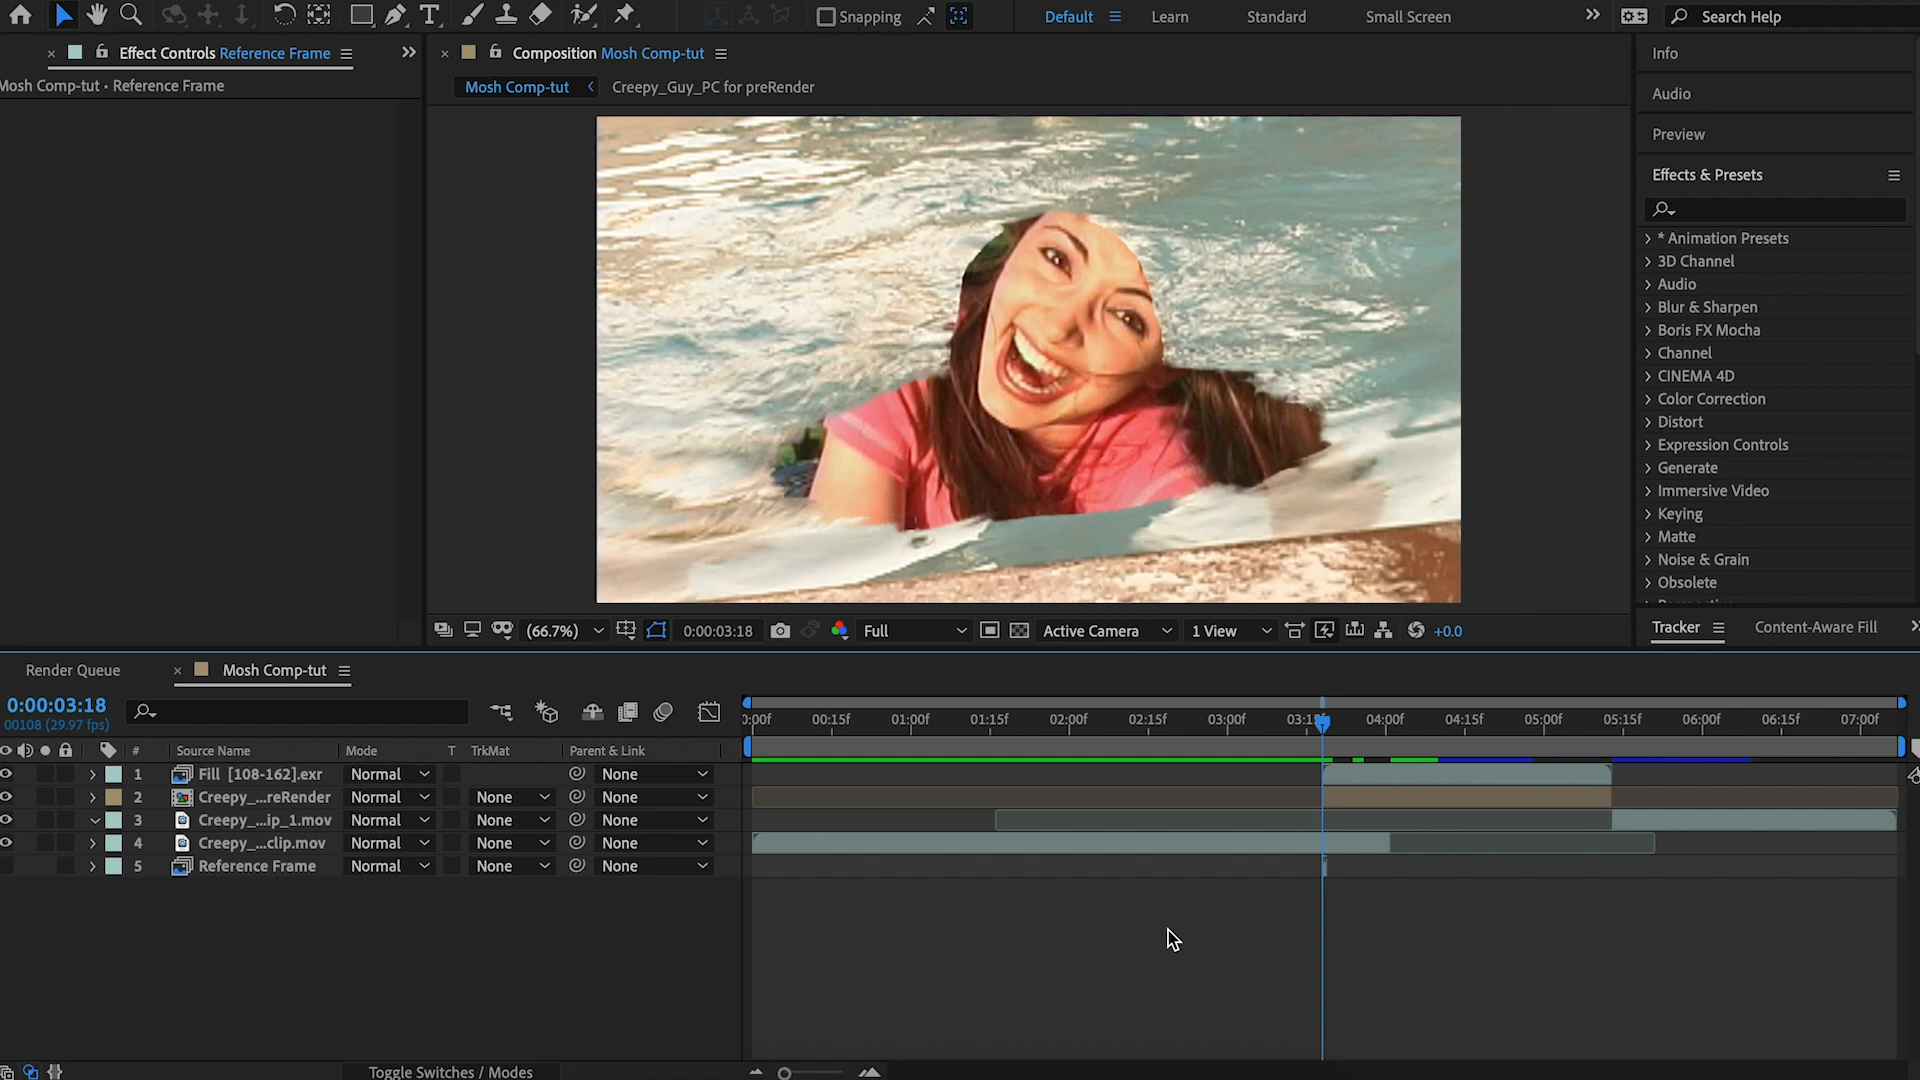 Snapping
Default
Learn
Standard
Small Screen
Search Help
Effect Controls Reference Frame
Composition Mosh Comp-tut
Info
Mosh Comp-tut • Reference Frame
Mosh Comp-tut
Creepy_Guy_PC for preRender
Audio
Preview
Effects & Presets
* Animation Presets
3D Channel
Audio
Blur & Sharpen
Boris FX Mocha
Channel
CINEMA 4D
Color Correction
Distort
Expression Controls
Generate
Immersive Video
Keying
Matte
Noise & Grain
Obsolete
(66.7%)
0:00:03:18
Full
Active Camera
1 View
+0.0
Tracker
Content-Aware Fill
Render Queue
Mosh Comp-tut
0:00:03:18
00108 (29.97 fps)
):00f 00:15f 01:00f 01:15f 02:00f 02:15f 03:00f 04:00f 04:15f 05:00f 05:15f 06:00f 06:15f 07:00f
# Source Name Mode T TrkMat Parent & Link
1 Fill [108-162].exr Normal None
2 Creepy_...reRender Normal None None
3 Creepy_...ip_1.mov Normal None None
4 Creepy_...clip.mov Normal None None
5 Reference Frame Normal None None
Toggle Switches / Modes